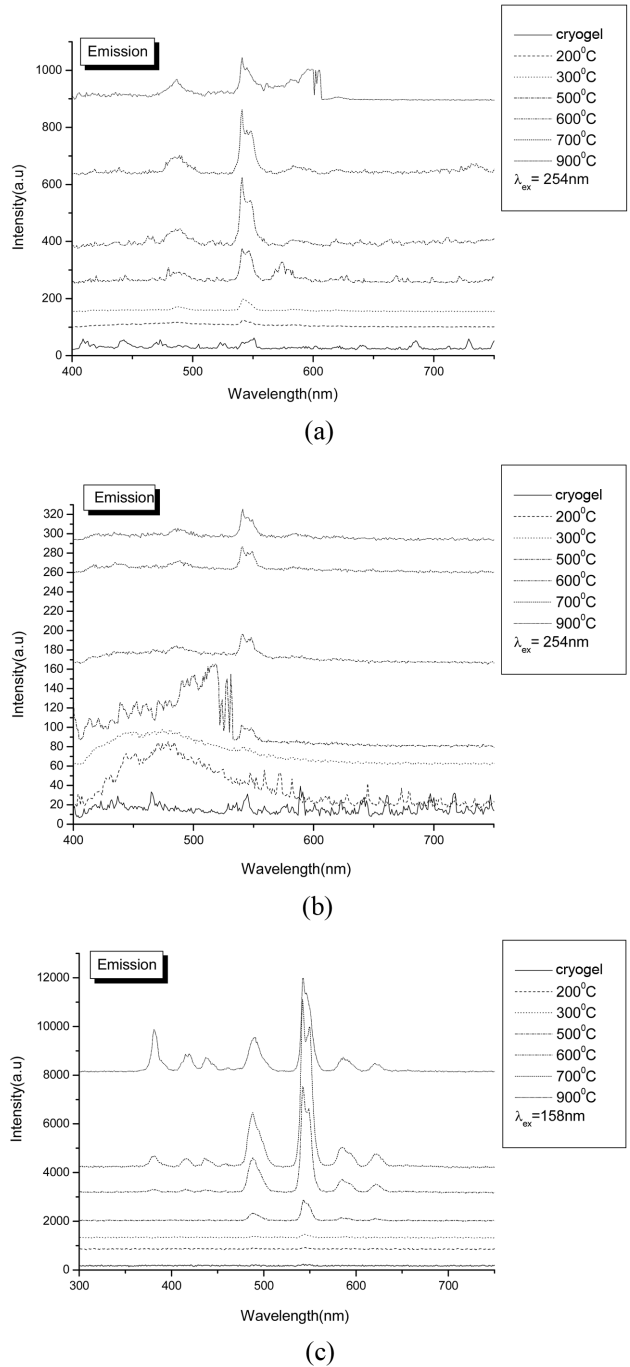 Emission
cryogel
200⁰C
300⁰C
500⁰C
600⁰C
700⁰C
900⁰C
λex= 254nm
1000
800
600
400
200
0
400
500
600
700
Intensity(a.u)
Wavelength(nm)
(a)
Emission
cryogel
200⁰C
300⁰C
500⁰C
600⁰C
700⁰C
900⁰C
λex= 254nm
320
300
280
260
240
220
200
180
160
140
120
100
80
60
40
20
0
400
500
600
700
Intensity(a.u)
Wavelength(nm)
(b)
Emission
cryogel
200⁰C
300⁰C
500⁰C
600⁰C
700⁰C
900⁰C
λex=158nm
12000
10000
8000
6000
4000
2000
0
300
400
500
600
700
Intensity(a.u)
Wavelength(nm)
(c)